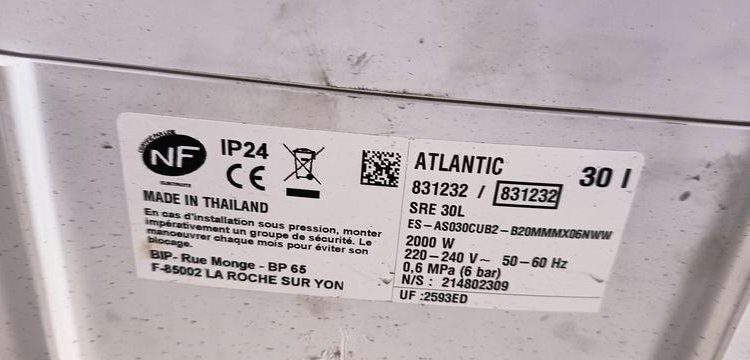 NF
ELECTRICITE
IP24
CE
MADE IN THAILAND
En cas d'installation sous pression, monter
impérativement un groupe de sécurité. Le
manoeuvrer chaque mois pour éviter son
blocage.
BIP- Rue Monge - BP 65
F-85002 LA ROCHE SUR YON
ATLANTIC
30 l
831232 / 831232
SRE 30L
ES-AS030CUB2-B20MMMX06NWW
2000 W
220-240 V~ 50-60 Hz
0,6 MPa (6 bar)
N/S : 214802309
UF :2593ED